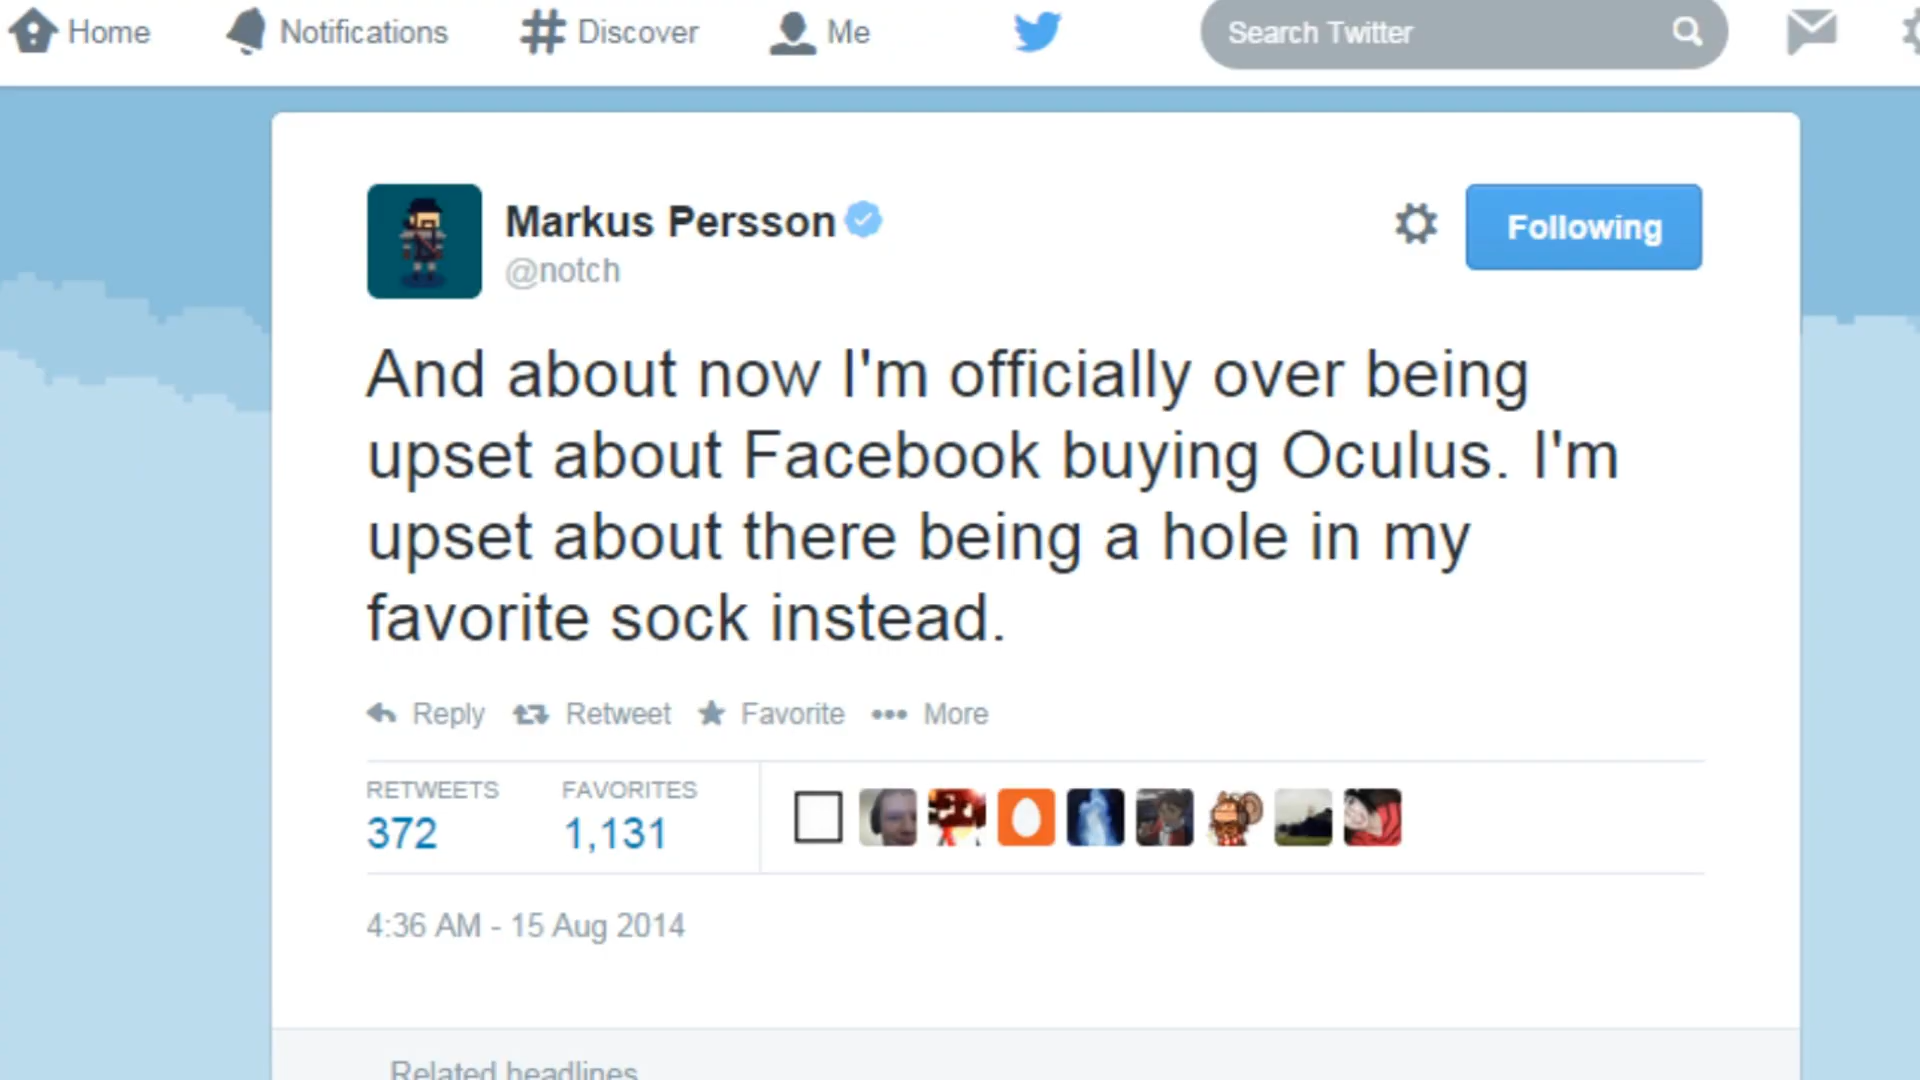 Home Notifications Discover Me Search Twitter
Markus Persson
@notch
Following
And about now I'm officially over being
upset about Facebook buying Oculus. I'm
upset about there being a hole in my
favorite sock instead.
Reply Retweet Favorite More
RETWEETS FAVORITES
372 1,131
4:36 AM - 15 Aug 2014
Related headlines